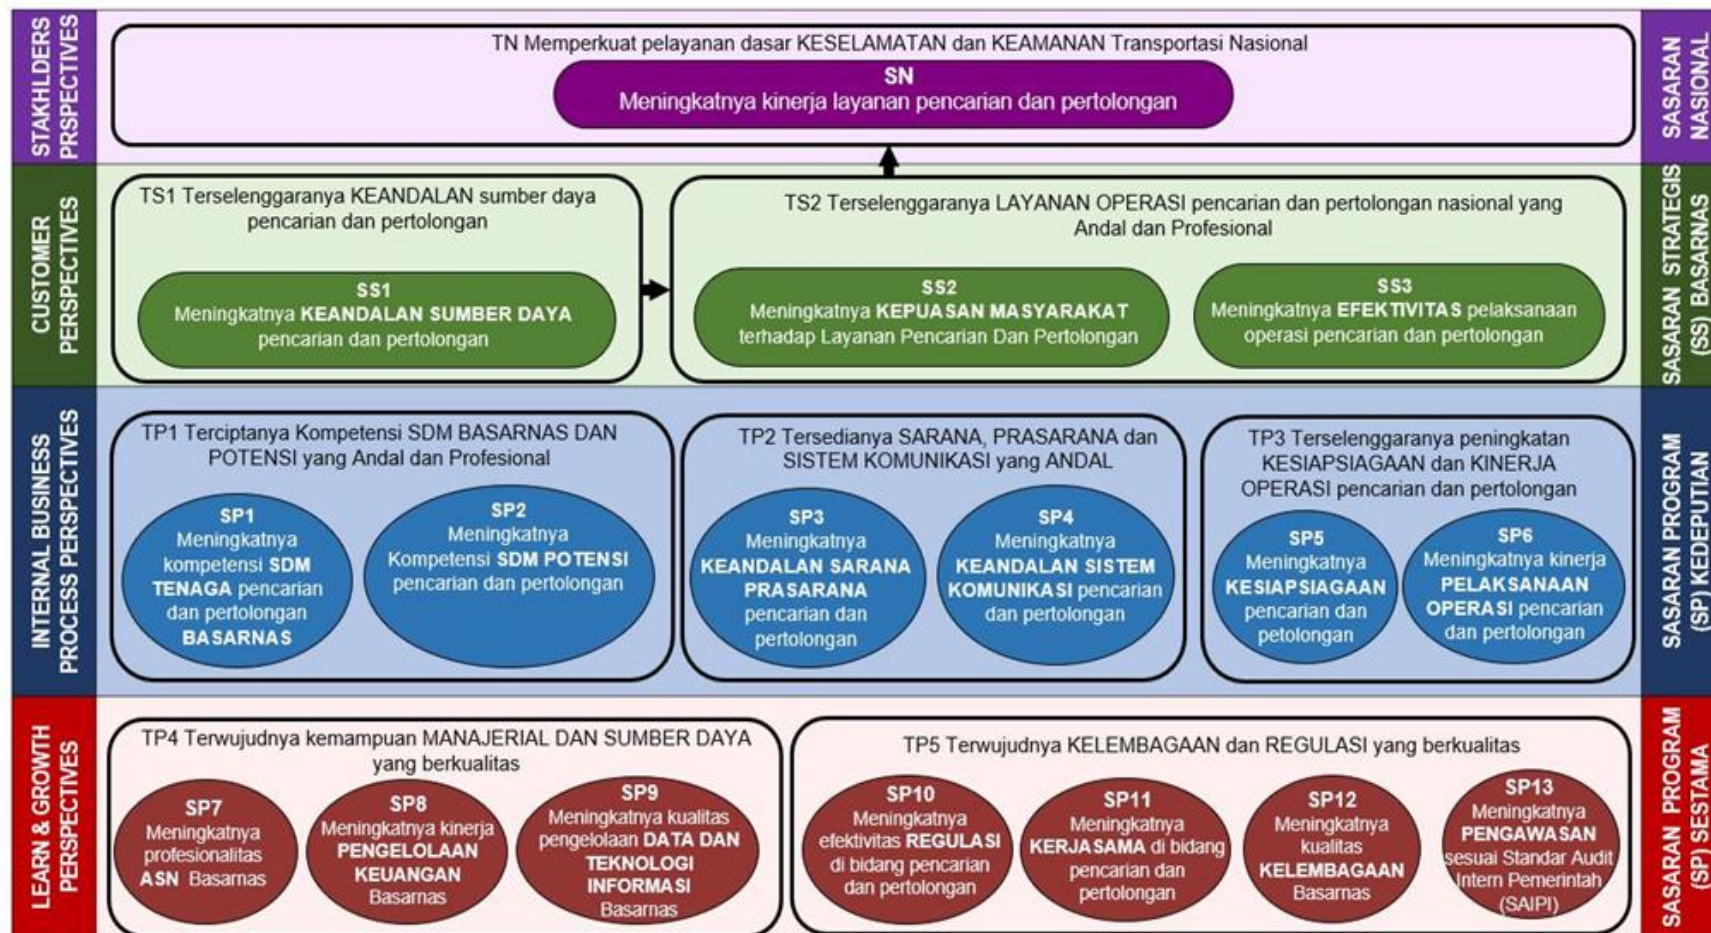 STAKHLDERS
PRSPECTIVES
TN Memperkuat pelayanan dasar KESELAMATAN dan KEAMANAN Transportasi Nasional
SN
Meningkatnya kinerja layanan pencarian dan pertolongan
SASARAN
NASIONAL
CUSTOMER
PERSPECTIVES
TS1 Terselenggaranya KEANDALAN sumber daya
pencarian dan pertolongan
SS1
Meningkatnya KEANDALAN SUMBER DAYA
pencarian dan pertolongan
TS2 Terselenggaranya LAYANAN OPERASI pencarian dan pertolongan nasional yang
Andal dan Profesional
SS2
Meningkatnya KEPUASAN MASYARAKAT
terhadap Layanan Pencarian Dan Pertolongan
SS3
Meningkatnya EFEKTIVITAS pelaksanaan
operasi pencarian dan pertolongan
SASARAN STRATEGIS
(SS) BASARNAS
INTERNAL BUSINESS
PROCESS PERSPECTIVES
TP1 Terciptanya Kompetensi SDM BASARNAS DAN
POTENSI yang Andal dan Profesional
SP1
Meningkatnya
kompetensi SDM
TENAGA pencarian
dan pertolongan
BASARNAS
SP2
Meningkatnya
Kompetensi SDM POTENSI
pencarian dan pertolongan
TP2 Tersedianya SARANA, PRASARANA dan
SISTEM KOMUNIKASI yang ANDAL
SP3
Meningkatnya
KEANDALAN SARANA
PRASARANA
pencarian dan
pertolongan
SP4
Meningkatnya
KEANDALAN SISTEM
KOMUNIKASI pencarian
dan pertolongan
TP3 Terselenggaranya peningkatan
KESIAPSIAGAAN dan KINERJA
OPERASI pencarian dan pertolongan
SP5
Meningkatnya
KESIAPSIAGAAN
pencarian dan
petolongan
SP6
Meningkatnya kinerja
PELAKSANAAN
OPERASI pencarian
dan pertolongan
SASARAN PROGRAM
(SP) KEDEPUTIAN
LEARN & GROWTH
PERSPECTIVES
TP4 Terwujudnya kemampuan MANAJERIAL DAN SUMBER DAYA
yang berkualitas
SP7
Meningkatnya
profesionalitas
ASN Basarnas
SP8
Meningkatnya kinerja
PENGELOLAAN
KEUANGAN
Basarnas
SP9
Meningkatnya kualitas
pengelolaan DATA DAN
TEKNOLOGI
INFORMASI
Basarnas
TP5 Terwujudnya KELEMBAGAAN dan REGULASI yang berkualitas
SP10
Meningkatnya
efektivitas REGULASI
di bidang pencarian
dan pertolongan
SP11
Meningkatnya
KERJASAMA di bidang
pencarian dan
pertolongan
SP12
Meningkatnya
kualitas
KELEMBAGAAN
Basarnas
SP13
Meningkatnya
PENGAWASAN
sesuai Standar Audit
Intern Pemerintah
(SAIPI)
SASARAN PROGRAM
(SP) SESTAMA